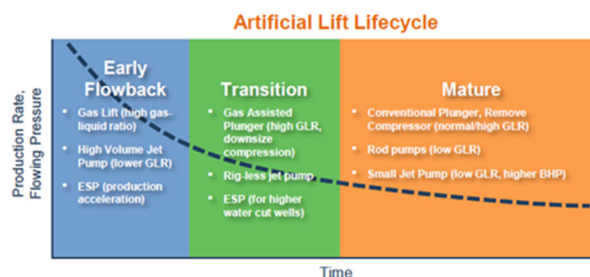 Artificial Lift Lifecycle
Production Rate,
Flowing Pressure
Early
Flowback
• Gas Lift (high gas-
liquid ratio)
• High Volume Jet
Pump (lower GLR)
• ESP (production
acceleration)
Transition
• Gas Assisted
Plunger (high GLR,
downsize
compression)
• Rig-less jet pump
• ESP (for higher
water cut wells)
Mature
• Conventional Plunger, Remove
Compressor (normal/high GLR)
• Rod pumps (low GLR)
• Small Jet Pump (low GLR, higher BHP)
Time